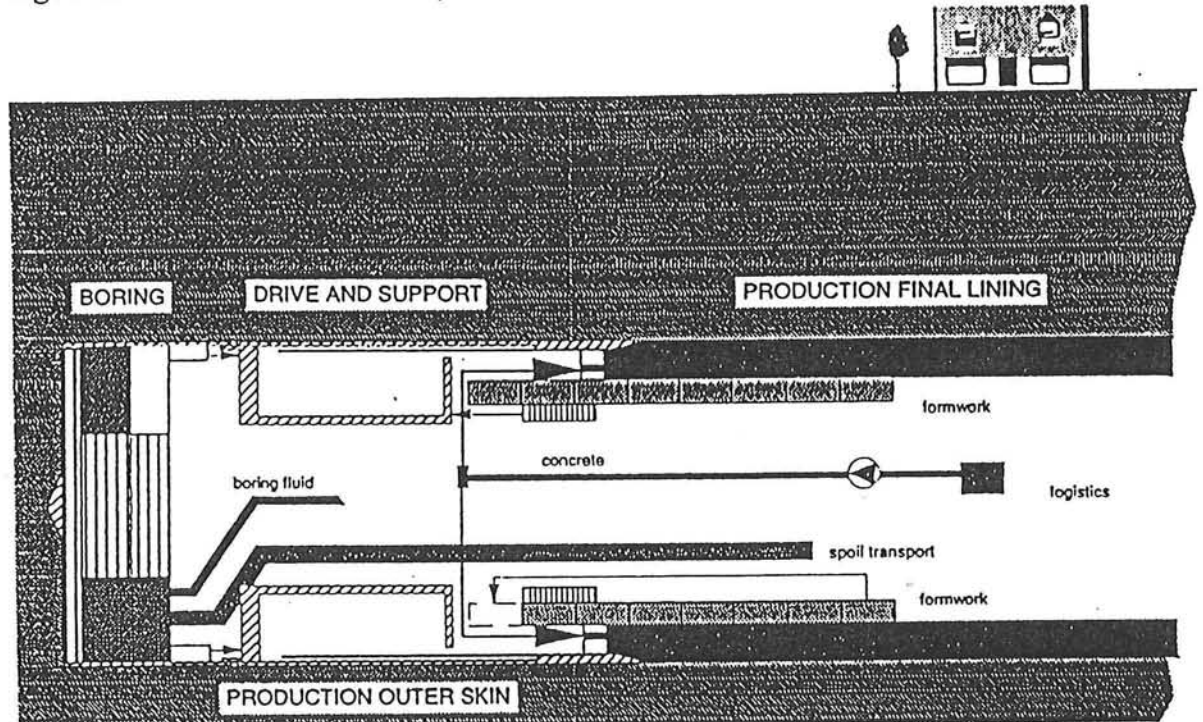 BORING
DRIVE AND SUPPORT
PRODUCTION FINAL LINING
formwork
concrete
boring fluid
logistics
spoil transport
formwork
PRODUCTION OUTER SKIN